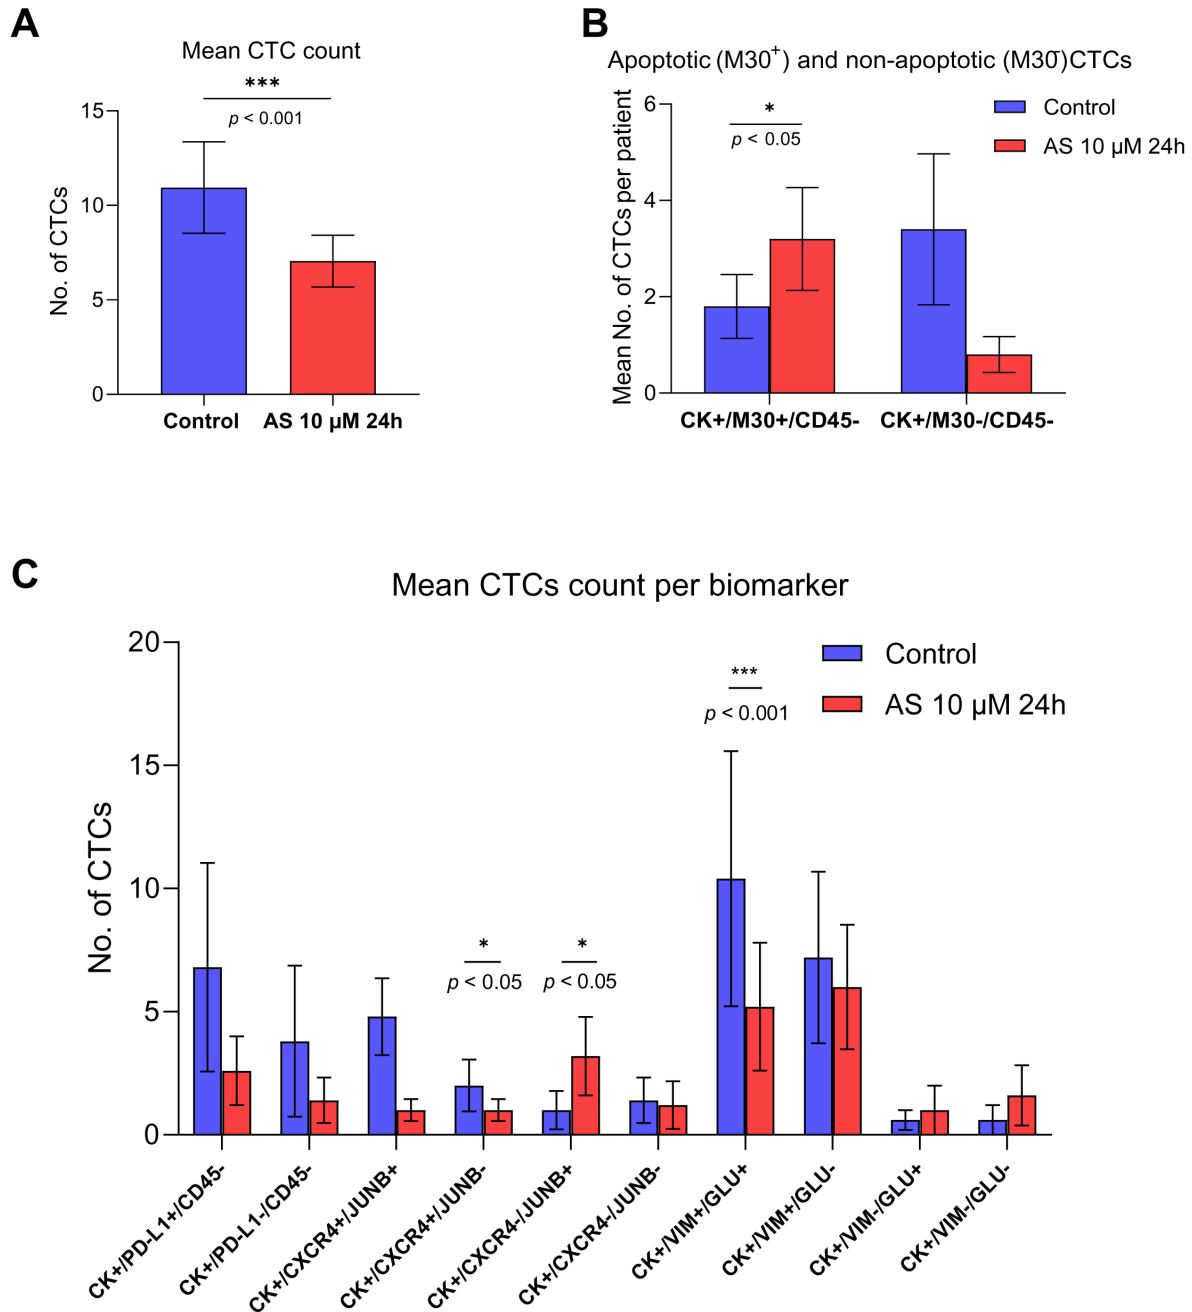 A
Mean CTC count
***
p < 0.001
15
10
5
0
No. of CTCs
Control
AS 10 µM 24h
B
Apoptotic (M30+) and non-apoptotic (M30-)CTCs
*
p < 0.05
6
4
2
0
Mean No. of CTCs per patient
Control
AS 10 µM 24h
CK+/M30+/CD45-
CK+/M30-/CD45-
C
Mean CTCs count per biomarker
20
15
10
5
0
No. of CTCs
Control
AS 10 µM 24h
*
p < 0.05
*
p < 0.05
***
p < 0.001
CK+/PD-L1+/CD45-
CK+/PD-L1-/CD45-
CK+/CXCR4+/JUNB+
CK+/CXCR4+/JUNB-
CK+/CXCR4-/JUNB+
CK+/CXCR4-/JUNB-
CK+/VIM+/GLU+
CK+/VIM+/GLU-
CK+/VIM-/GLU+
CK+/VIM-/GLU-